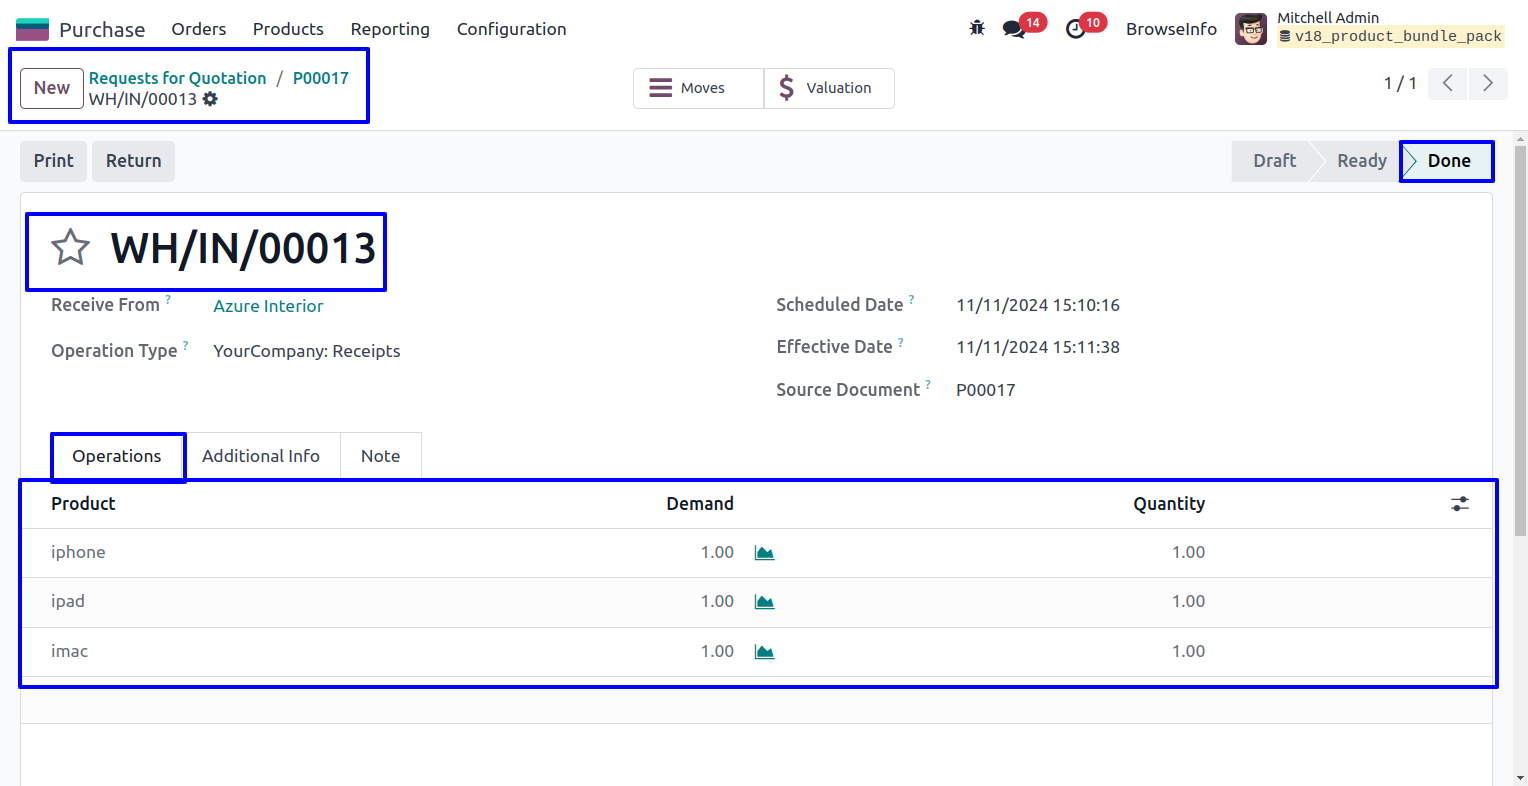 Purchase Orders Products Reporting Configuration 14 10 BrowseInfo Mitchell Admin
v18_product_bundle_pack
New Requests for Quotation / P00017
WH/IN/00013
Moves Valuation 1 / 1
Print Return Draft Ready Done
WH/IN/00013
Receive From ? Azure Interior Scheduled Date ? 11/11/2024 15:10:16
Operation Type ? YourCompany: Receipts Effective Date ? 11/11/2024 15:11:38
Source Document ? P00017
Operations Additional Info Note
Product Demand Quantity
iphone 1.00 1.00
ipad 1.00 1.00
imac 1.00 1.00